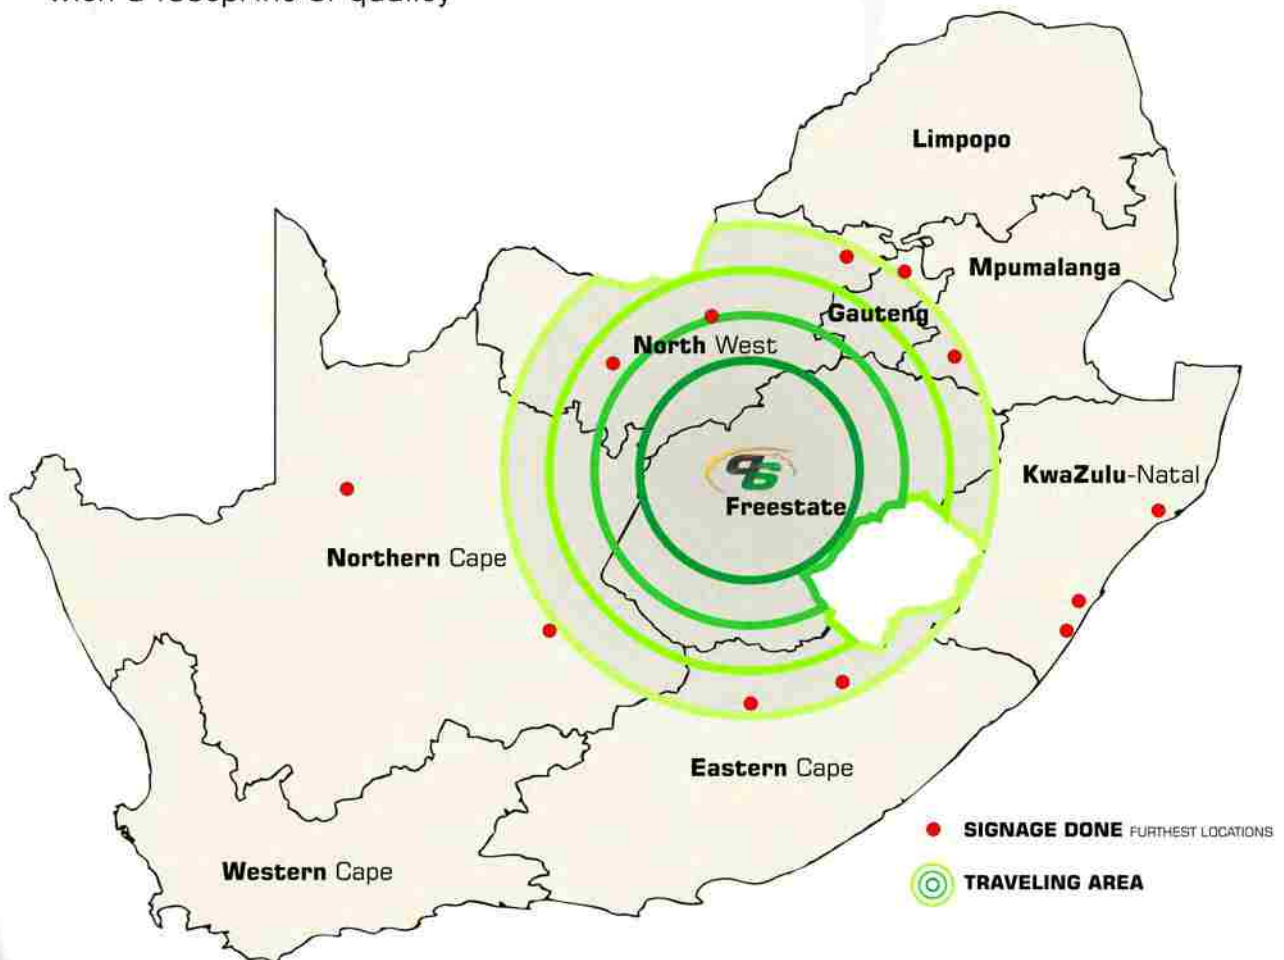 Limpopo
Mpumalanga
Gauteng
North West
KwaZulu-Natal
Freestate
Northern Cape
Eastern Cape
Western Cape
SIGNAGE DONE FURTHEST LOCATIONS
TRAVELING AREA